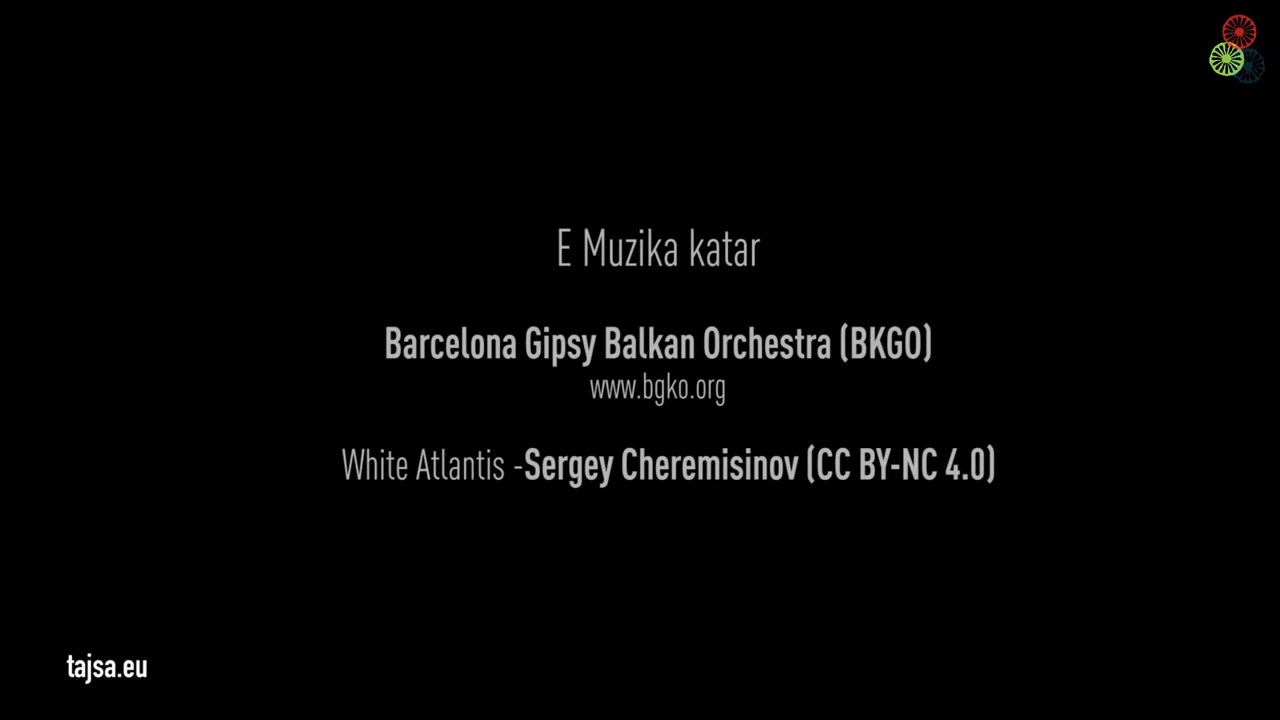 E Muzika katar
Barcelona Gipsy Balkan Orchestra (BKGO)
www.bgko.org
White Atlantis -Sergey Cheremisinov (CC BY-NC 4.0)
tajsa.eu